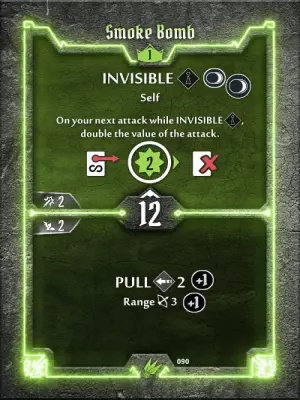 Smoke Bomb
1
INVISIBLE
Self
On your next attack while INVISIBLE ,
double the value of the attack.
S 2
2
2
12
PULL 2 +1
Range 3 +1
090